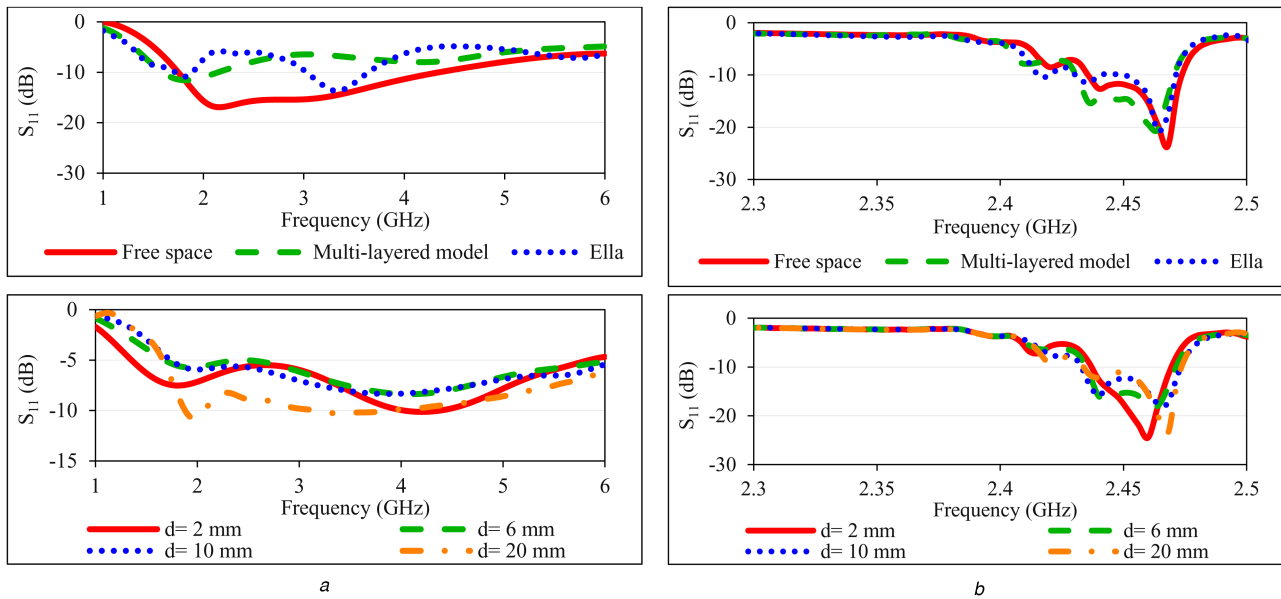 0
-10
-20
-30
S11 (dB)
1 2 3 4 5 6
Frequency (GHz)
Free space Multi-layered model Ella
0
-10
-20
-30
S11 (dB)
2.3 2.35 2.4 2.45 2.5
Frequency (GHz)
Free space Multi-layered model Ella
0
-5
-10
-15
S11 (dB)
1 2 3 4 5 6
Frequency (GHz)
d= 2 mm d= 6 mm
d= 10 mm d= 20 mm
a
0
-10
-20
-30
S11 (dB)
2.3 2.35 2.4 2.45 2.5
Frequency (GHz)
d= 2 mm d= 6 mm
d= 10 mm d= 20 mm
b